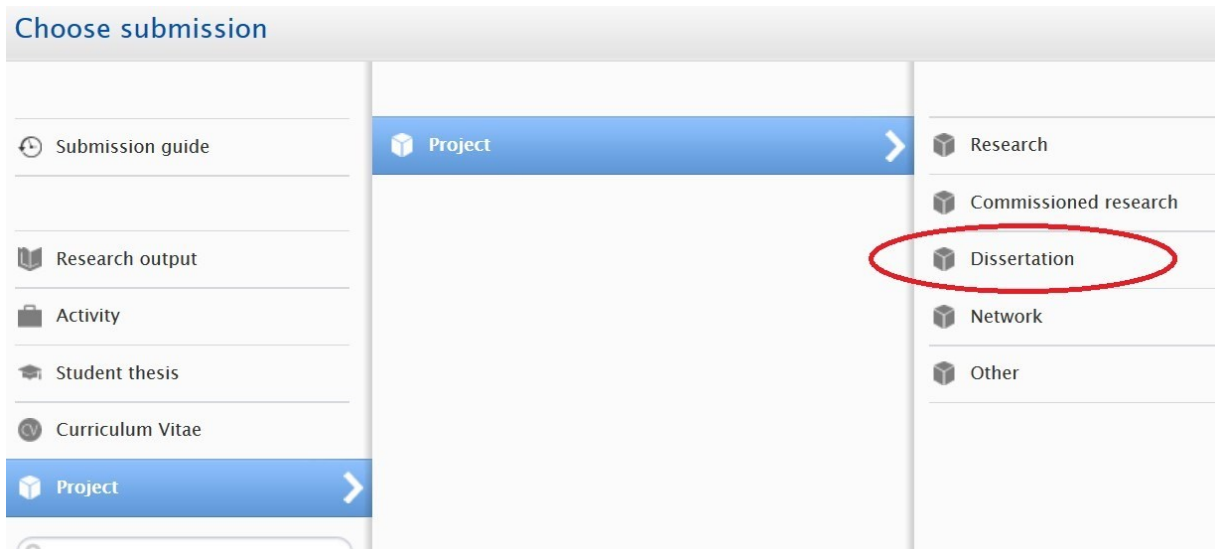 Choose submission
Submission guide
Research output
Activity
Student thesis
CV Curriculum Vitae
Project
Project
Research
Commissioned research
Dissertation
Network
Other